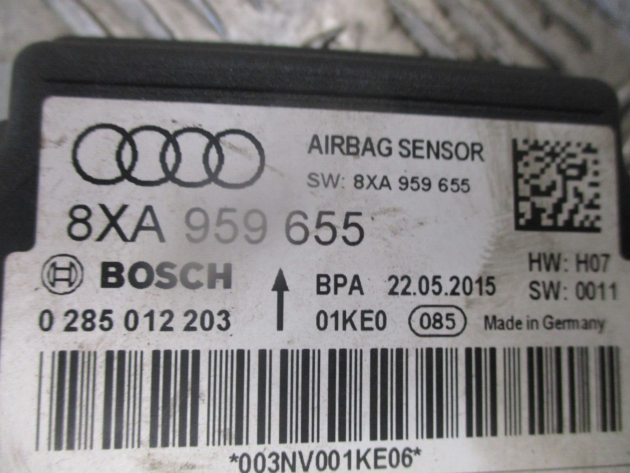 AIRBAG SENSOR
SW: 8XA 959 655
8XA 959 655
BOSCH
BPA 22.05.2015
HW: H07
SW: 0011
0 285 012 203
01KE0 085 Made in Germany
*003NV001KE06*